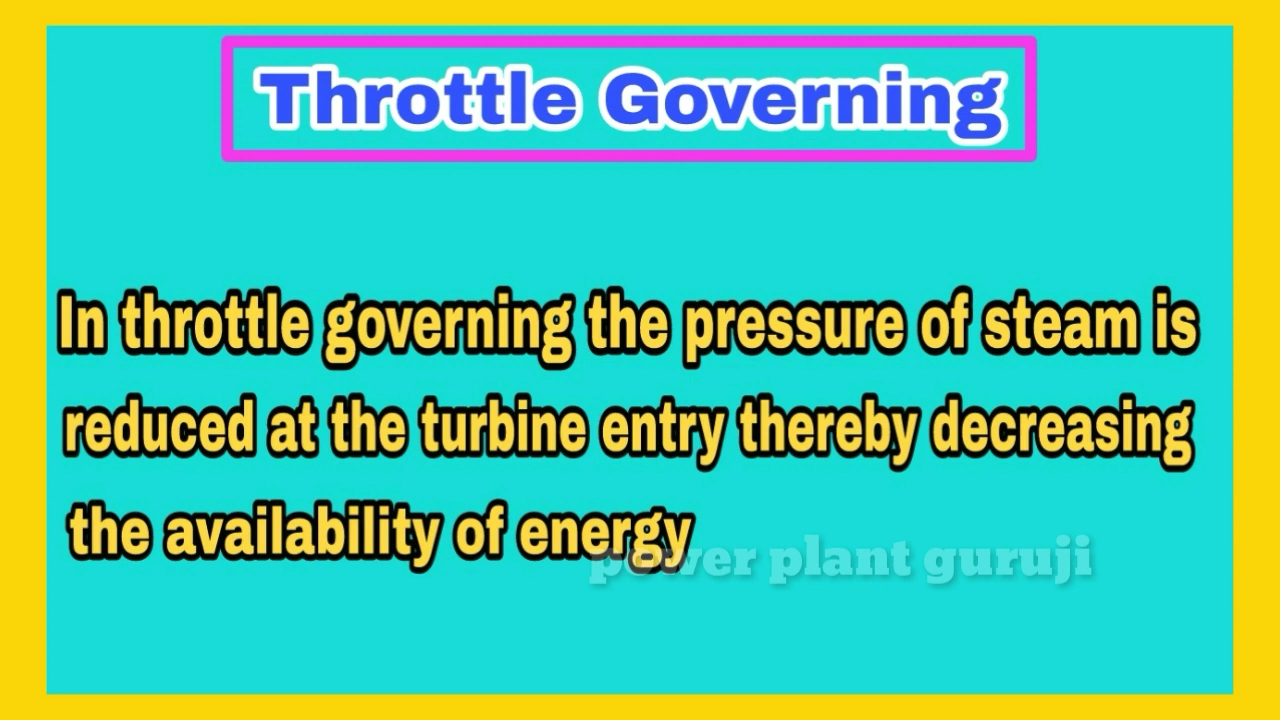 Throttle Governing
In throttle governing the pressure of steam is
reduced at the turbine entry thereby decreasing
the availability of energy
power plant guruji